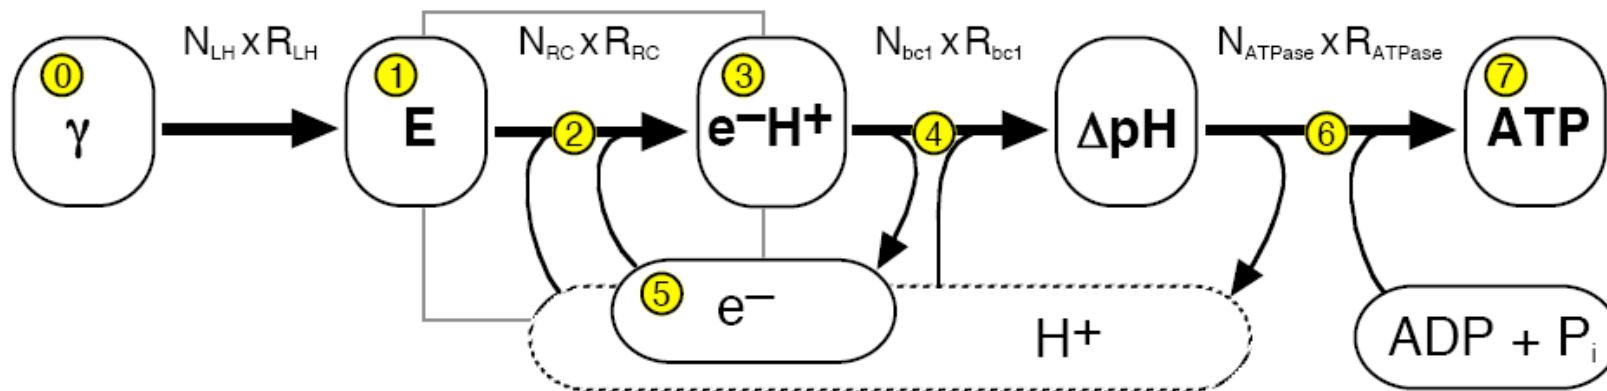 N_LH x R_LH
N_RC x R_RC
N_bc1 x R_bc1
N_ATPase x R_ATPase
0
γ
1
E
2
3
e⁻H⁺
4
ΔpH
6
7
ATP
5
e⁻
H⁺
ADP + P_i